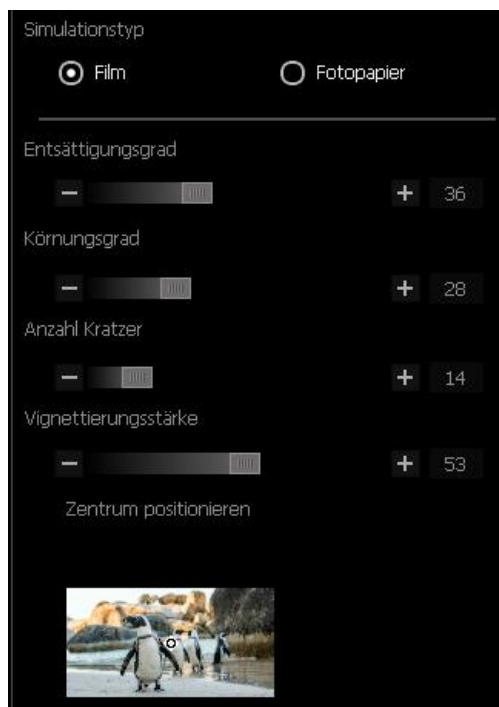 Simulationstyp
Film Fotopapier
Entsättigungsgrad
− + 36
Körnungsgrad
− + 28
Anzahl Kratzer
− + 14
Vignettierungsstärke
− + 53
Zentrum positionieren